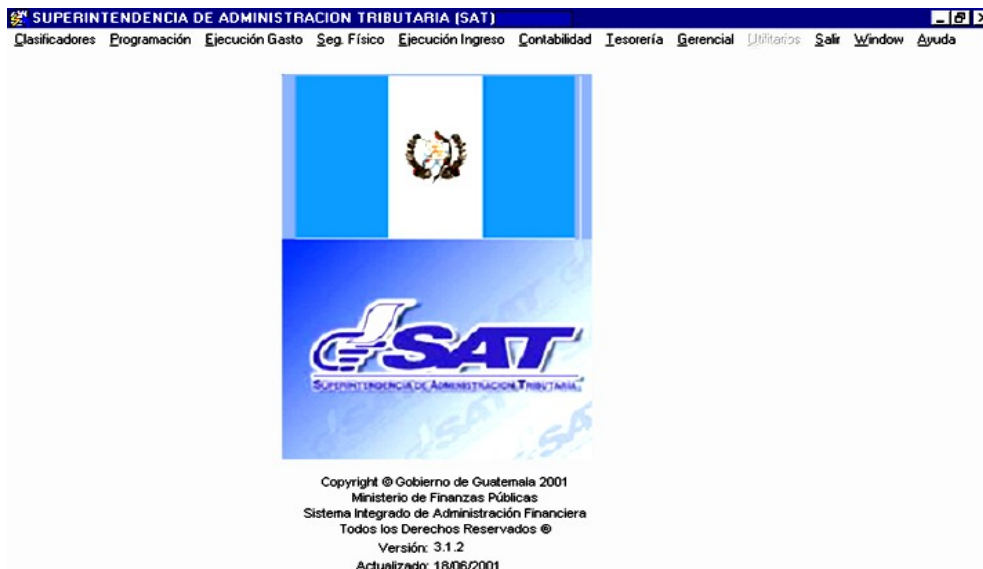 SUPERINTENDENCIA DE ADMINISTRACION TRIBUTARIA (SAT)
Clasificadores Programación Ejecución Gasto Seg. Físico Ejecución Ingreso Contabilidad Tesorería Gerencial Utilitarios Salir Window Ayuda
SAT
SUPERINTENDENCIA DE ADMINISTRACION TRIBUTARIA
Copyright © Gobierno de Guatemala 2001
Ministerio de Finanzas Públicas
Sistema Integrado de Administración Financiera
Todos los Derechos Reservados ®
Versión: 3.1.2
Actualizado: 18/06/2001